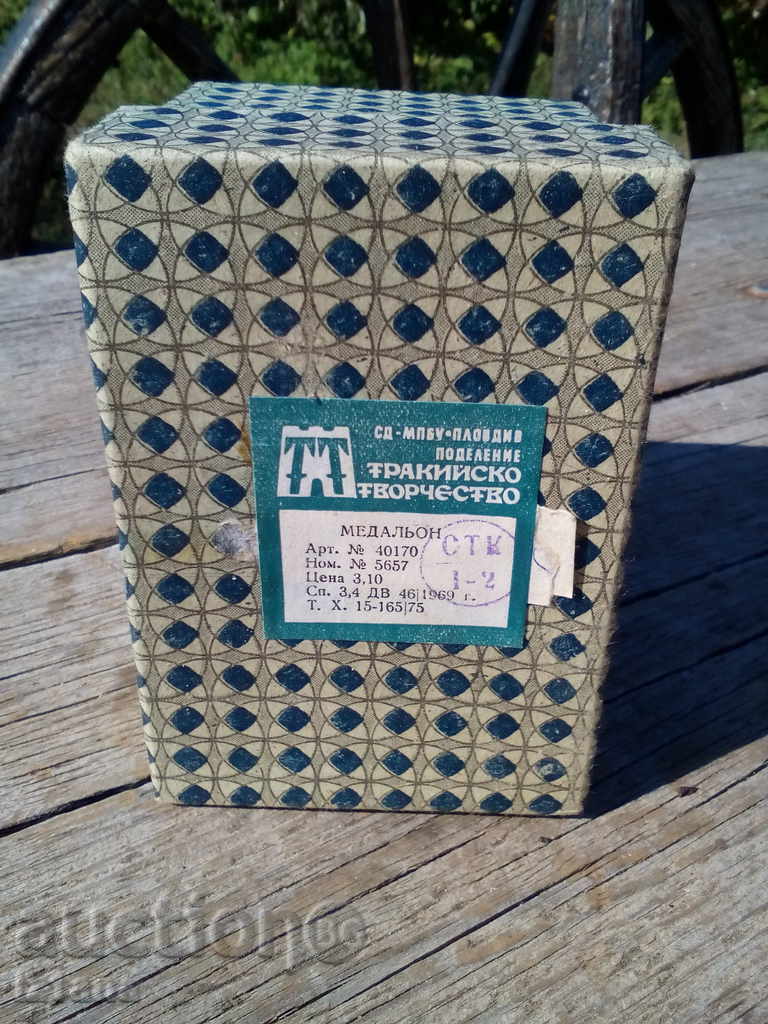 СД-МПБУ•ПЛОВДИВ
ПОДЕЛЕНИЕ
ТРАКИЙСКО
ТВОРЧЕСТВО
МЕДАЛЬОН
Арт. № 40170
Ном. № 5657
Цена 3,10
Сп. 3,4 ДВ 46|1969 г.
Т. Х. 15-165|75
СТК
1-2
auction BG